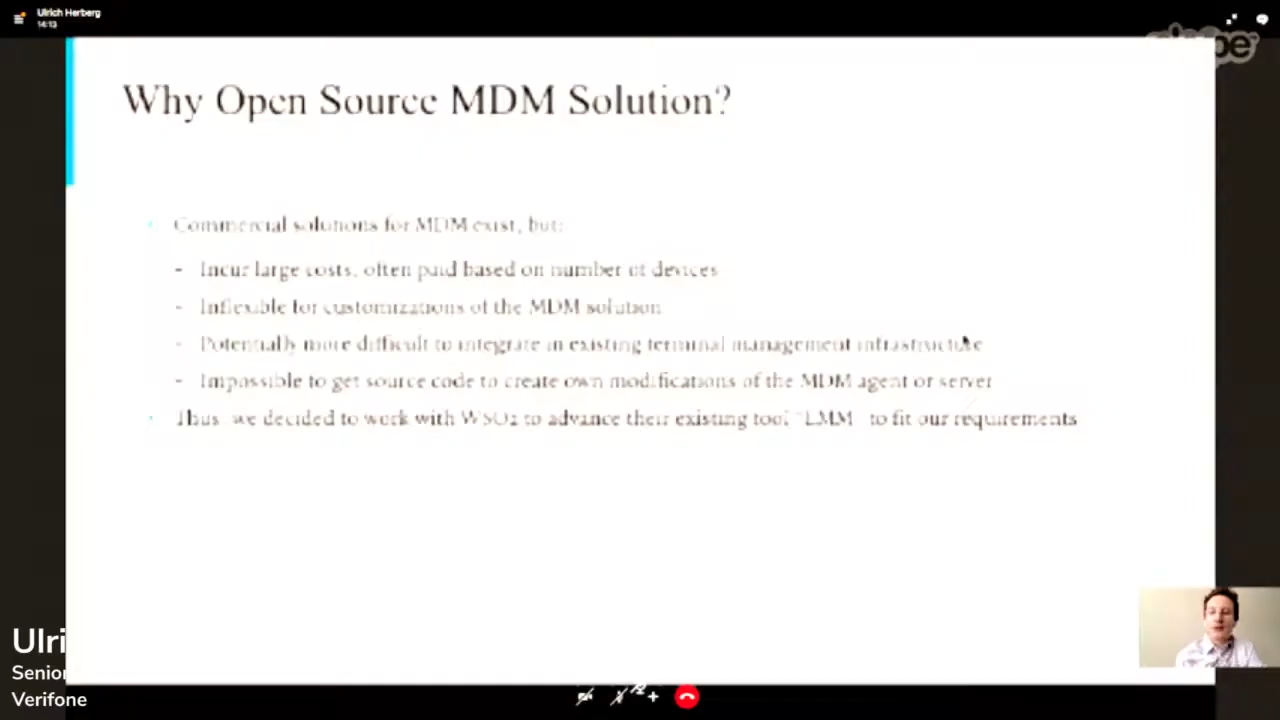 Ulrich Herberg
14:13
Why Open Source MDM Solution?
Commercial solutions for MDM exist, but:
- Incur large costs, often paid based on number of devices
- Inflexible for customizations of the MDM solution
- Potentially more difficult to integrate in existing terminal management infrastructure
- Impossible to get source code to create own modifications of the MDM agent or server
Thus, we decided to work with WSO2 to advance their existing tool "EMM" to fit our requirements
Ulri
Senior
Verifone